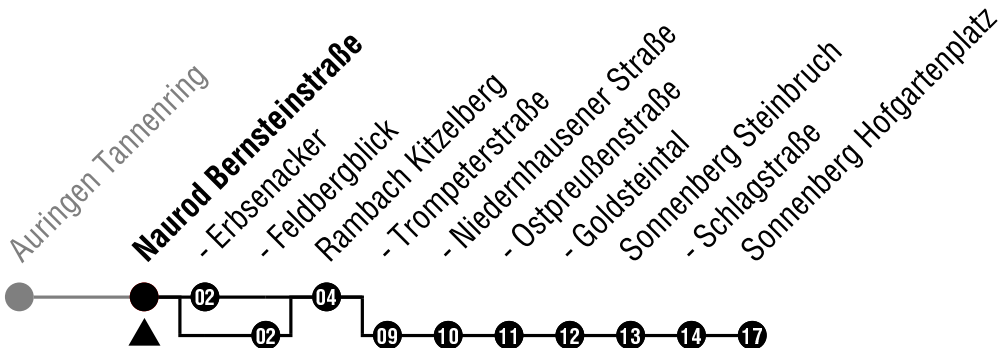 Auringen Tannenring
Naurod Bernsteinstraße
- Erbsenacker
- Feldbergblick
Rambach Kitzelberg
- Trompeterstraße
- Niedernhausener Straße
- Ostpreußenstraße
- Goldsteintal
Sonnenberg Steinbruch
- Schlagstraße
Sonnenberg Hofgartenplatz
02 04
02 09 10 11 12 13 14 17